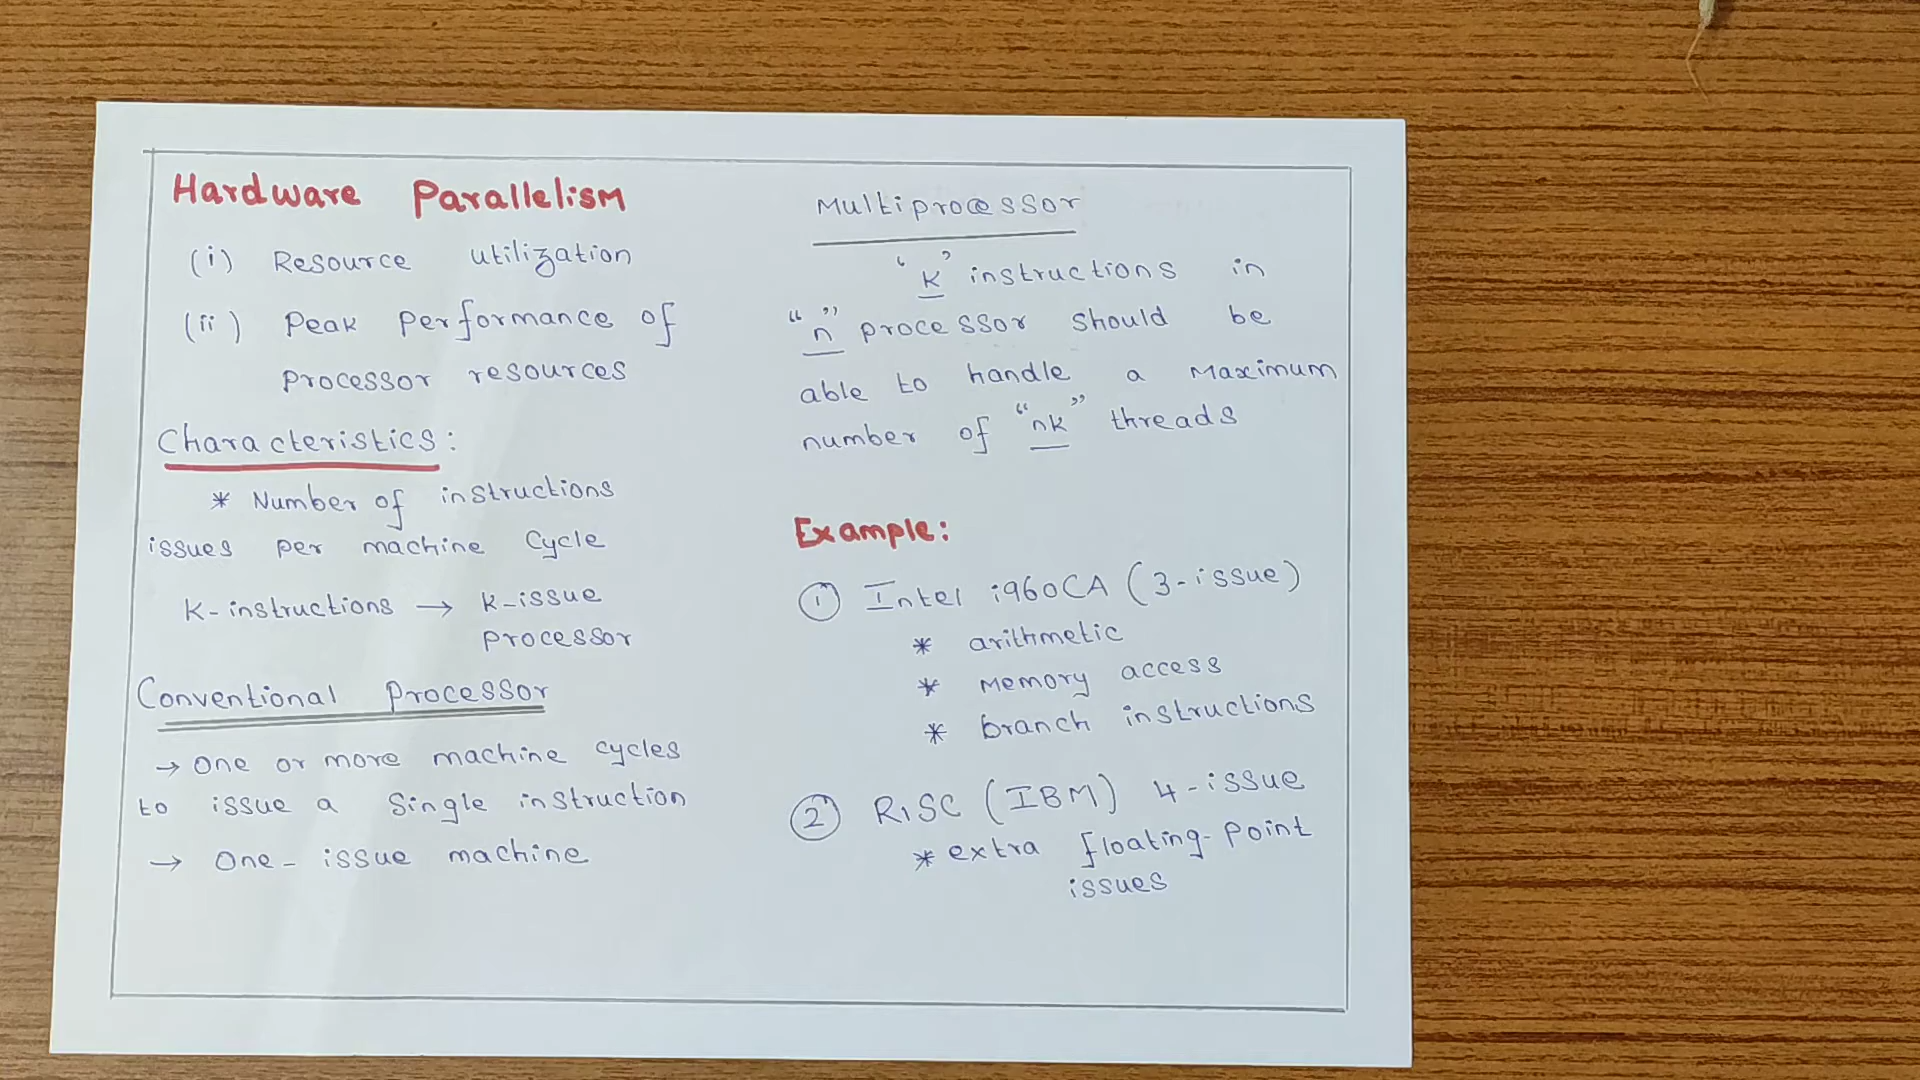 Hardware Parallelism
(i) Resource utilization
(ii) Peak performance of
processor resources
Characteristics:
* Number of instructions
issues per machine cycle
K-instructions → K-issue
processor
Conventional Processor
→ One or more machine cycles
to issue a single instruction
→ One-issue machine
Multiprocessor
'K' instructions in
"n" processor should be
able to handle a maximum
number of "nk" threads
Example:
① Intel i960CA (3-issue)
* arithmetic
* memory access
* branch instructions
② RISC (IBM) 4-issue
* extra floating-point
issues